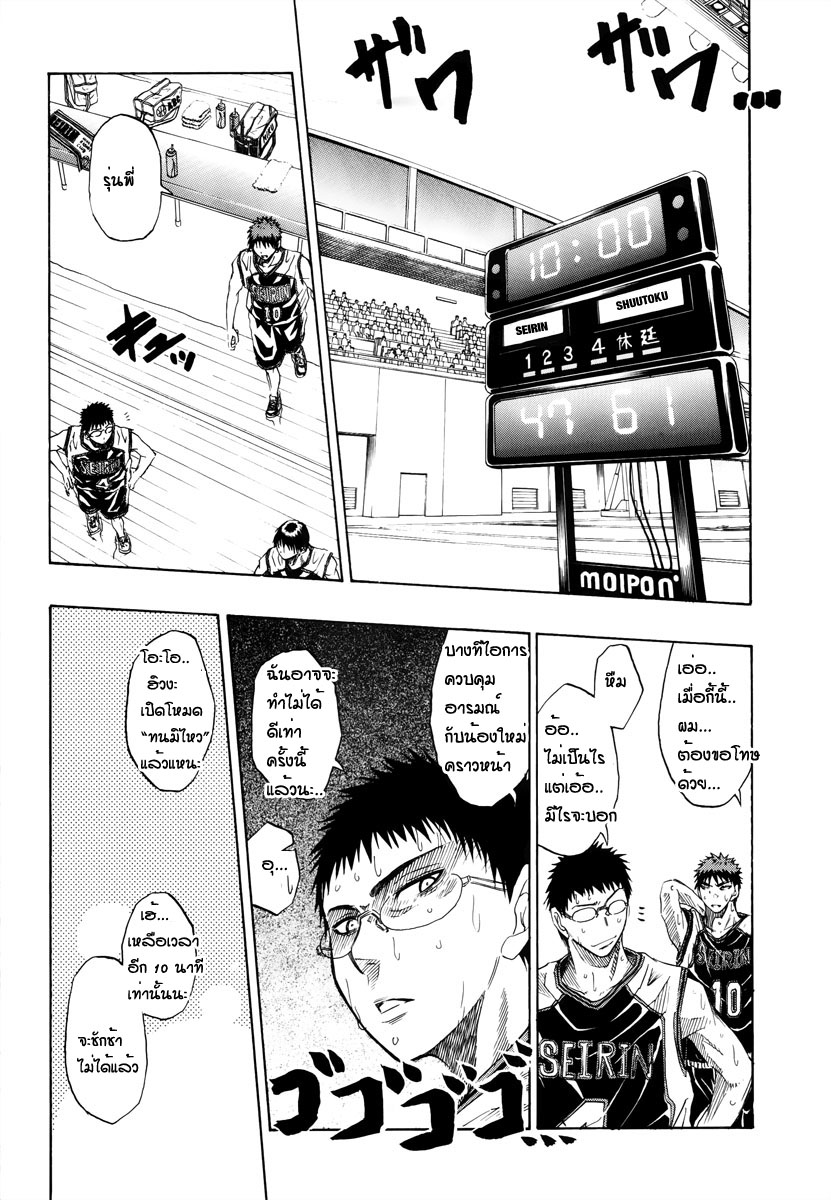 ザワ
ザワ...
10:00
SEIRIN
SHUUTOKU
1 2 3 4 休 延
47 61
MOIPON
รุ่นพี่
SEIRIN
10
キュッ
SEIRIN
เอ่อ..
เมื่อกี้นี้..
ผม...
ต้องขอโทษ
ด้วย...
หืม
อ้อ..
ไม่เป็นไร
แต่เอ้อ..
มีไรจะบอก
SEIRIN
10
SEIRIN
บางทีไอการ
ควบคุม
อารมณ์
กับน้องใหม่
คราวหน้า
ฉันอาจจะ
ทำไม่ได้
ดีเท่า
ครั้งนี้
แล้วนะ..
อุ...
ゴゴゴゴゴ...
โอะโอ..
ฮิวงะ
เปิดโหมด
"ทนมิไหว"
แล้วแหนะ
เฮ้...
เหลือเวลา
อีก 10 นาที
เท่านั้นนะ
จะชักช้า
ไม่ได้แล้ว